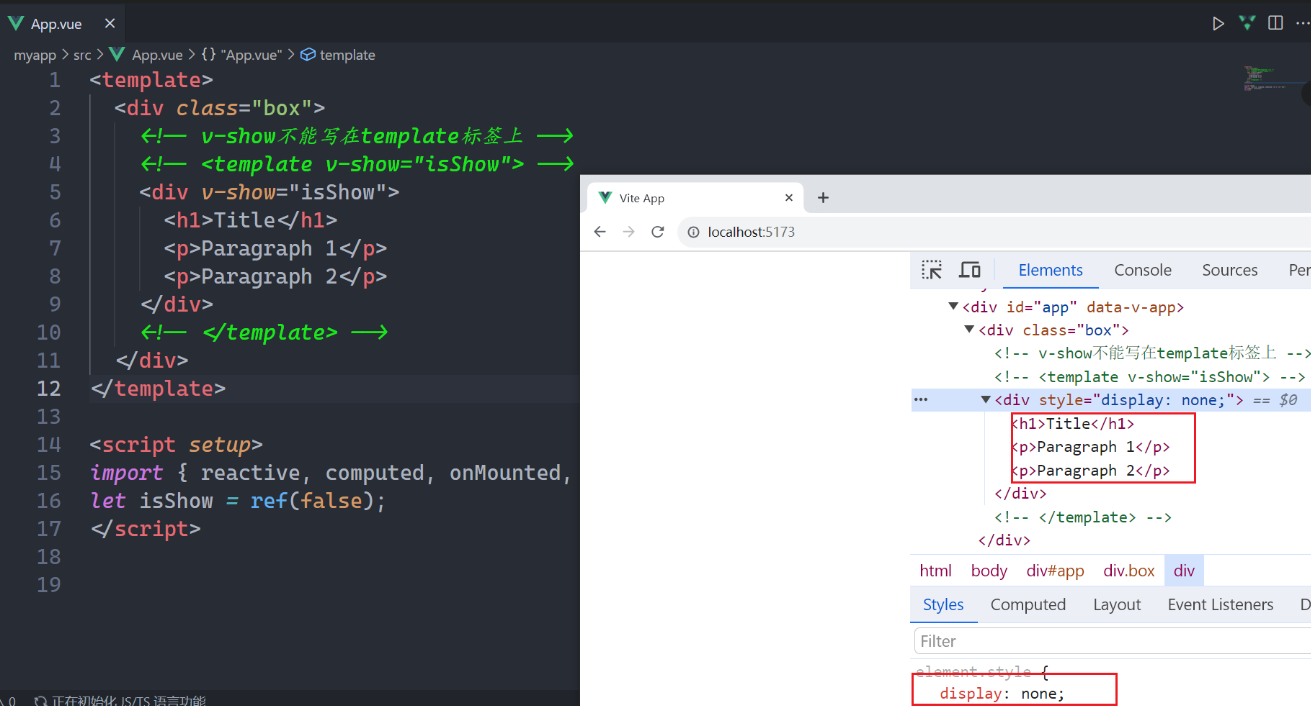 App.vue
myapp > src > App.vue > {} "App.vue" > template
1 <template>
2 <div class="box">
3 <!-- v-show不能写在template标签上 -->
4 <!-- <template v-show="isShow"> -->
5 <div v-show="isShow">
6 <h1>Title</h1>
7 <p>Paragraph 1</p>
8 <p>Paragraph 2</p>
9 </div>
10 <!-- </template> -->
11 </div>
12 </template>
13
14 <script setup>
15 import { reactive, computed, onMounted,
16 let isShow = ref(false);
17 </script>
18
19
0 正在初始化 JS/TS 语言功能
Vite App
localhost:5173
Elements Console Sources
<div id="app" data-v-app>
<div class="box">
<!-- v-show不能写在template标签上 -->
<!-- <template v-show="isShow"> -->
<div style="display: none;"> == $0
<h1>Title</h1>
<p>Paragraph 1</p>
<p>Paragraph 2</p>
</div>
<!-- </template> -->
</div>
html body div#app div.box div
Styles Computed Layout Event Listeners
Filter
element.style {
display: none;